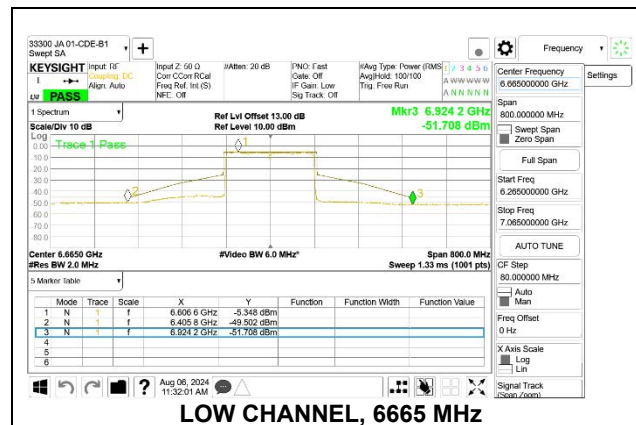 33300 JA 01-CDE-B1
Swept SA
Frequency
KEYSIGHT Input: RF
Coupling: DC
Align: Auto
Input Z: 50 Ω
Corr CCorr RCal
Freq Ref: Int (S)
NFE: Off
#Atten: 20 dB
PNO: Fast
Gate: Off
IF Gain: Low
Sig Track: Off
#Avg Type: Power (RMS
Avg|Hold: 100/100
Trig: Free Run
1 2 3 4 5 6
A W W W W W
A N N N N N
LXI PASS
Center Frequency
6.665000000 GHz
Settings
Span
800.000000 MHz
Swept Span
Zero Span
Full Span
Start Freq
6.265000000 GHz
Stop Freq
7.065000000 GHz
AUTO TUNE
CF Step
80.000000 MHz
Auto
Man
Freq Offset
0 Hz
X Axis Scale
Log
Lin
Signal Track
(Span Zoom)
1 Spectrum
Scale/Div 10 dB
Ref Lvl Offset 13.00 dB
Ref Level 10.00 dBm
Mkr3 6.924 2 GHz
-51.708 dBm
Log
Trace 1 Pass
0.00
-10.0
-20.0
-30.0
-40.0
-50.0
-60.0
-70.0
-80.0
1
2
3
Center 6.6650 GHz
#Video BW 6.0 MHz*
Span 800.0 MHz
#Res BW 2.0 MHz
Sweep 1.33 ms (1001 pts)
5 Marker Table
Mode Trace Scale X Y Function Function Width Function Value
1 N 1 f 6.606 6 GHz -5.348 dBm
2 N 1 f 6.405 8 GHz -49.502 dBm
3 N 1 f 6.924 2 GHz -51.708 dBm
4
5
6
?
Aug 06, 2024
11:32:01 AM
LOW CHANNEL, 6665 MHz